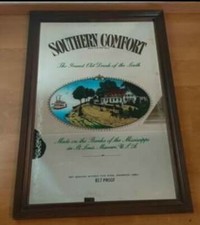 SOUTHERN COMFORT
The Grand Old Drink of the South
Made on the Banks of the Mississippi
in St Louis Missouri U.S.A